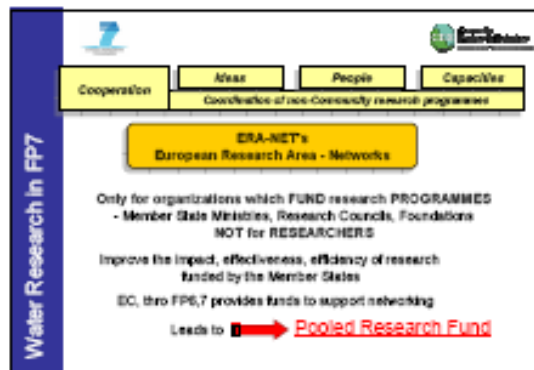 Ideas People Capacities
Cooperation
Coordination of non-Community research programmes
ERA-NET's
European Research Area - Networks
Only for organizations which FUND research PROGRAMMES
- Member State Ministries, Research Councils, Foundations
NOT for RESEARCHERS
Improve the impact, effectiveness, efficiency of research
funded by the Member States
EC, thro FP6,7 provides funds to support networking
Leads to Pooled Research Fund
Water Research in FP7